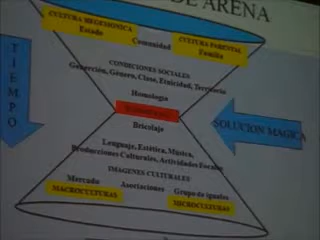 DE ARENA
CULTURA HEGEMONICA
Estado
Comunidad
CULTURA PARENTAL
Familia
TIEMPO
CONDICIONES SOCIALES
Generción, Género, Clase, Etnicidad, Territorio
Homología
Bricolaje
SOLUCION MAGICA
Lenguaje, Estética, Música,
Producciones Culturales, Actividades Focales
IMAGENES CULTURALES
Mercado
Asociaciones
Grupo de iguales
MACROCULTURAS
MICROCULTURAS